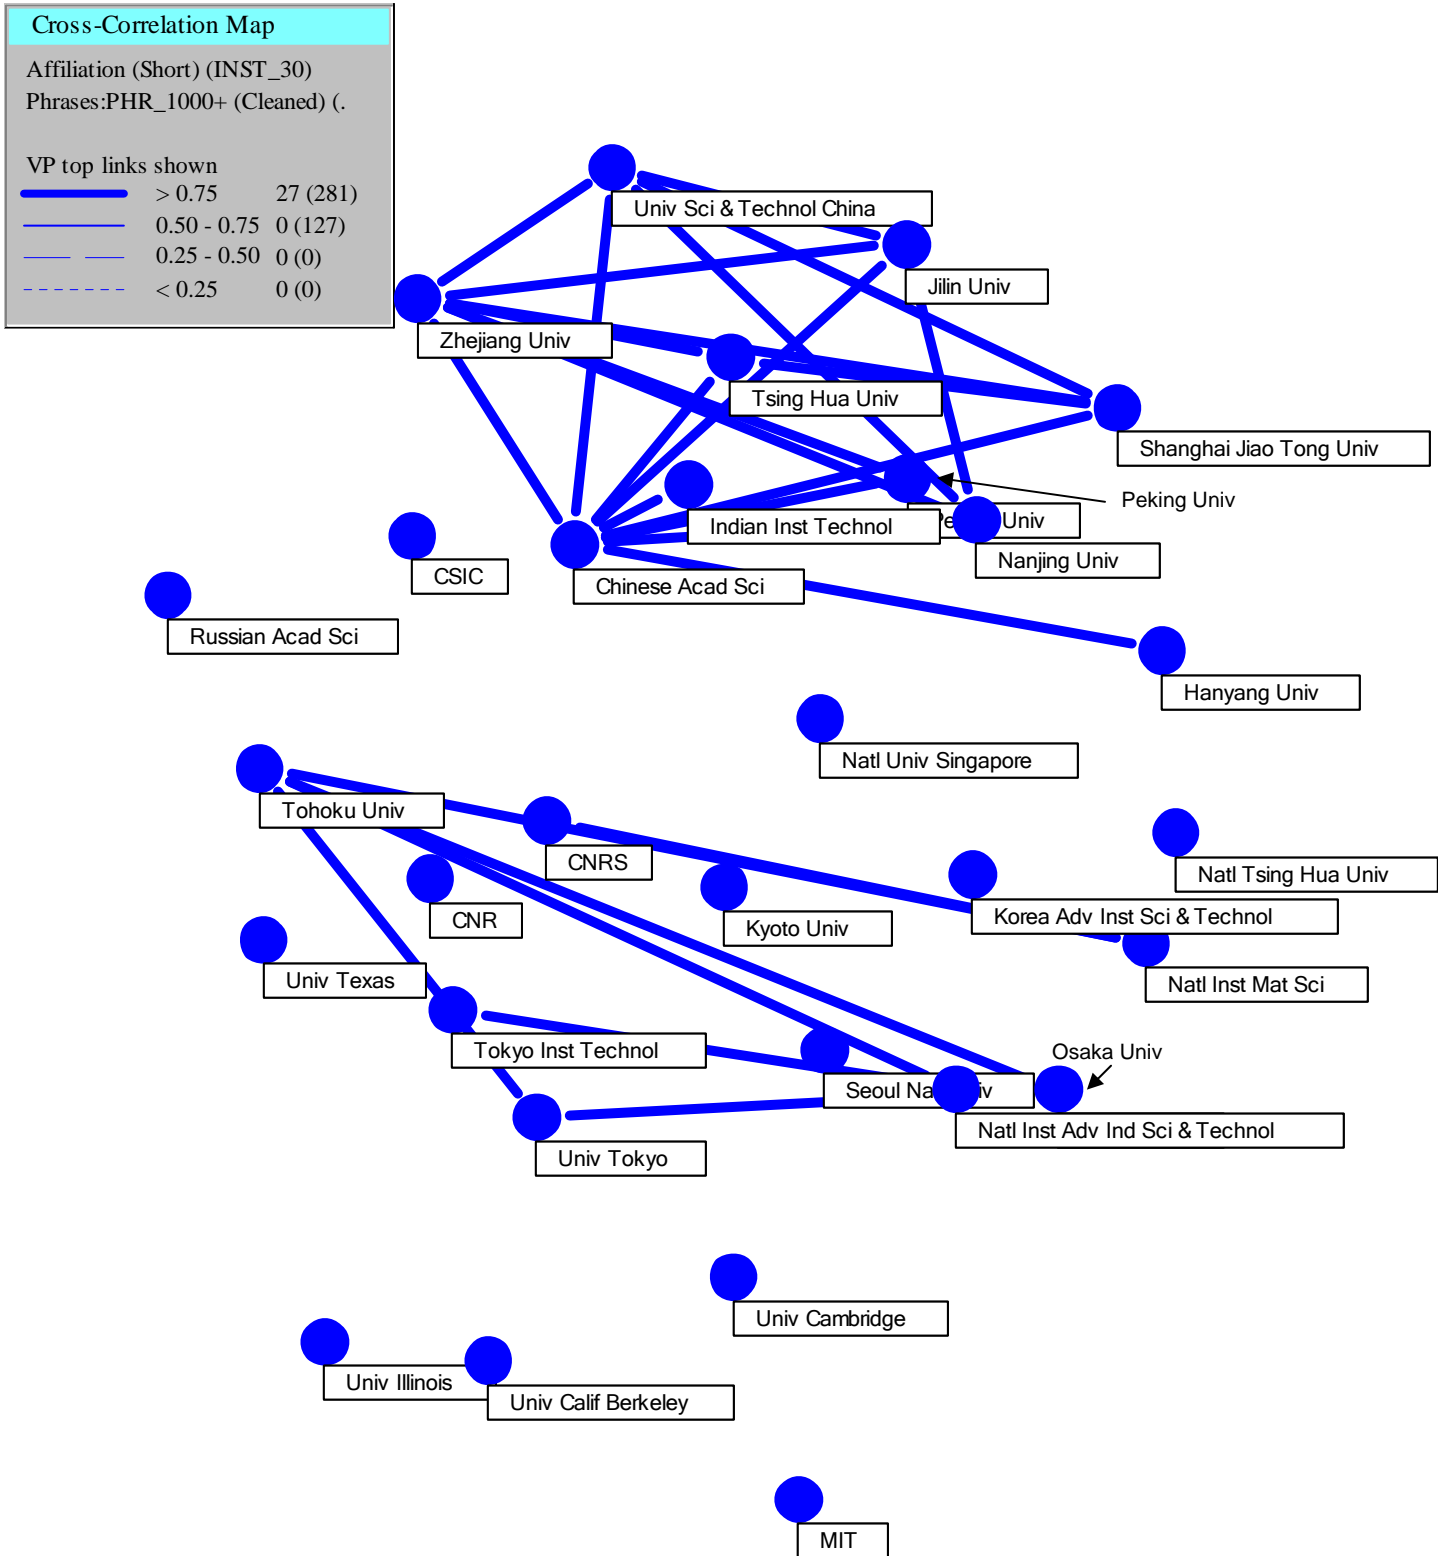 Cross-Correlation Map
Affiliation (Short) (INST_30)
Phrases:PHR_1000+ (Cleaned) (.
VP top links shown
> 0.75 27 (281)
0.50 - 0.75 0 (127)
0.25 - 0.50 0 (0)
< 0.25 0 (0)
Univ Sci & Technol China
Jilin Univ
Zhejiang Univ
Tsing Hua Univ
Shanghai Jiao Tong Univ
Peking Univ
Indian Inst Technol
Univ
Nanjing Univ
CSIC
Chinese Acad Sci
Russian Acad Sci
Hanyang Univ
Natl Univ Singapore
Tohoku Univ
CNRS
Natl Tsing Hua Univ
CNR
Kyoto Univ
Korea Adv Inst Sci & Technol
Univ Texas
Natl Inst Mat Sci
Tokyo Inst Technol
Osaka Univ
Seoul Na iv
Natl Inst Adv Ind Sci & Technol
Univ Tokyo
Univ Cambridge
Univ Illinois
Univ Calif Berkeley
MIT